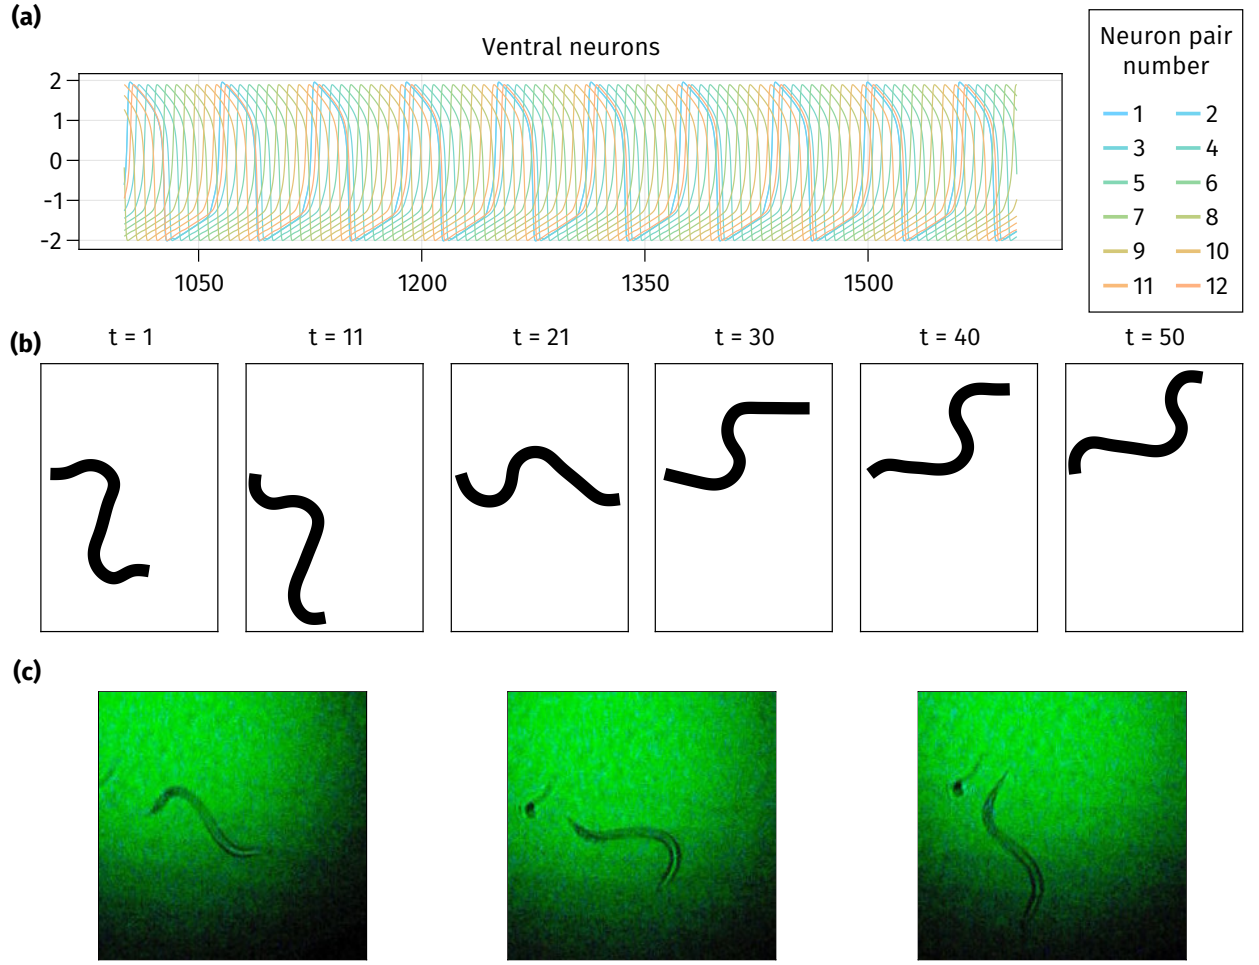 (a)
Ventral neurons
2
1
0
-1
-2
1050 1200 1350 1500
Neuron pair
number
1 2
3 4
5 6
7 8
9 10
11 12
(b)
t = 1 t = 11 t = 21 t = 30 t = 40 t = 50
(c)